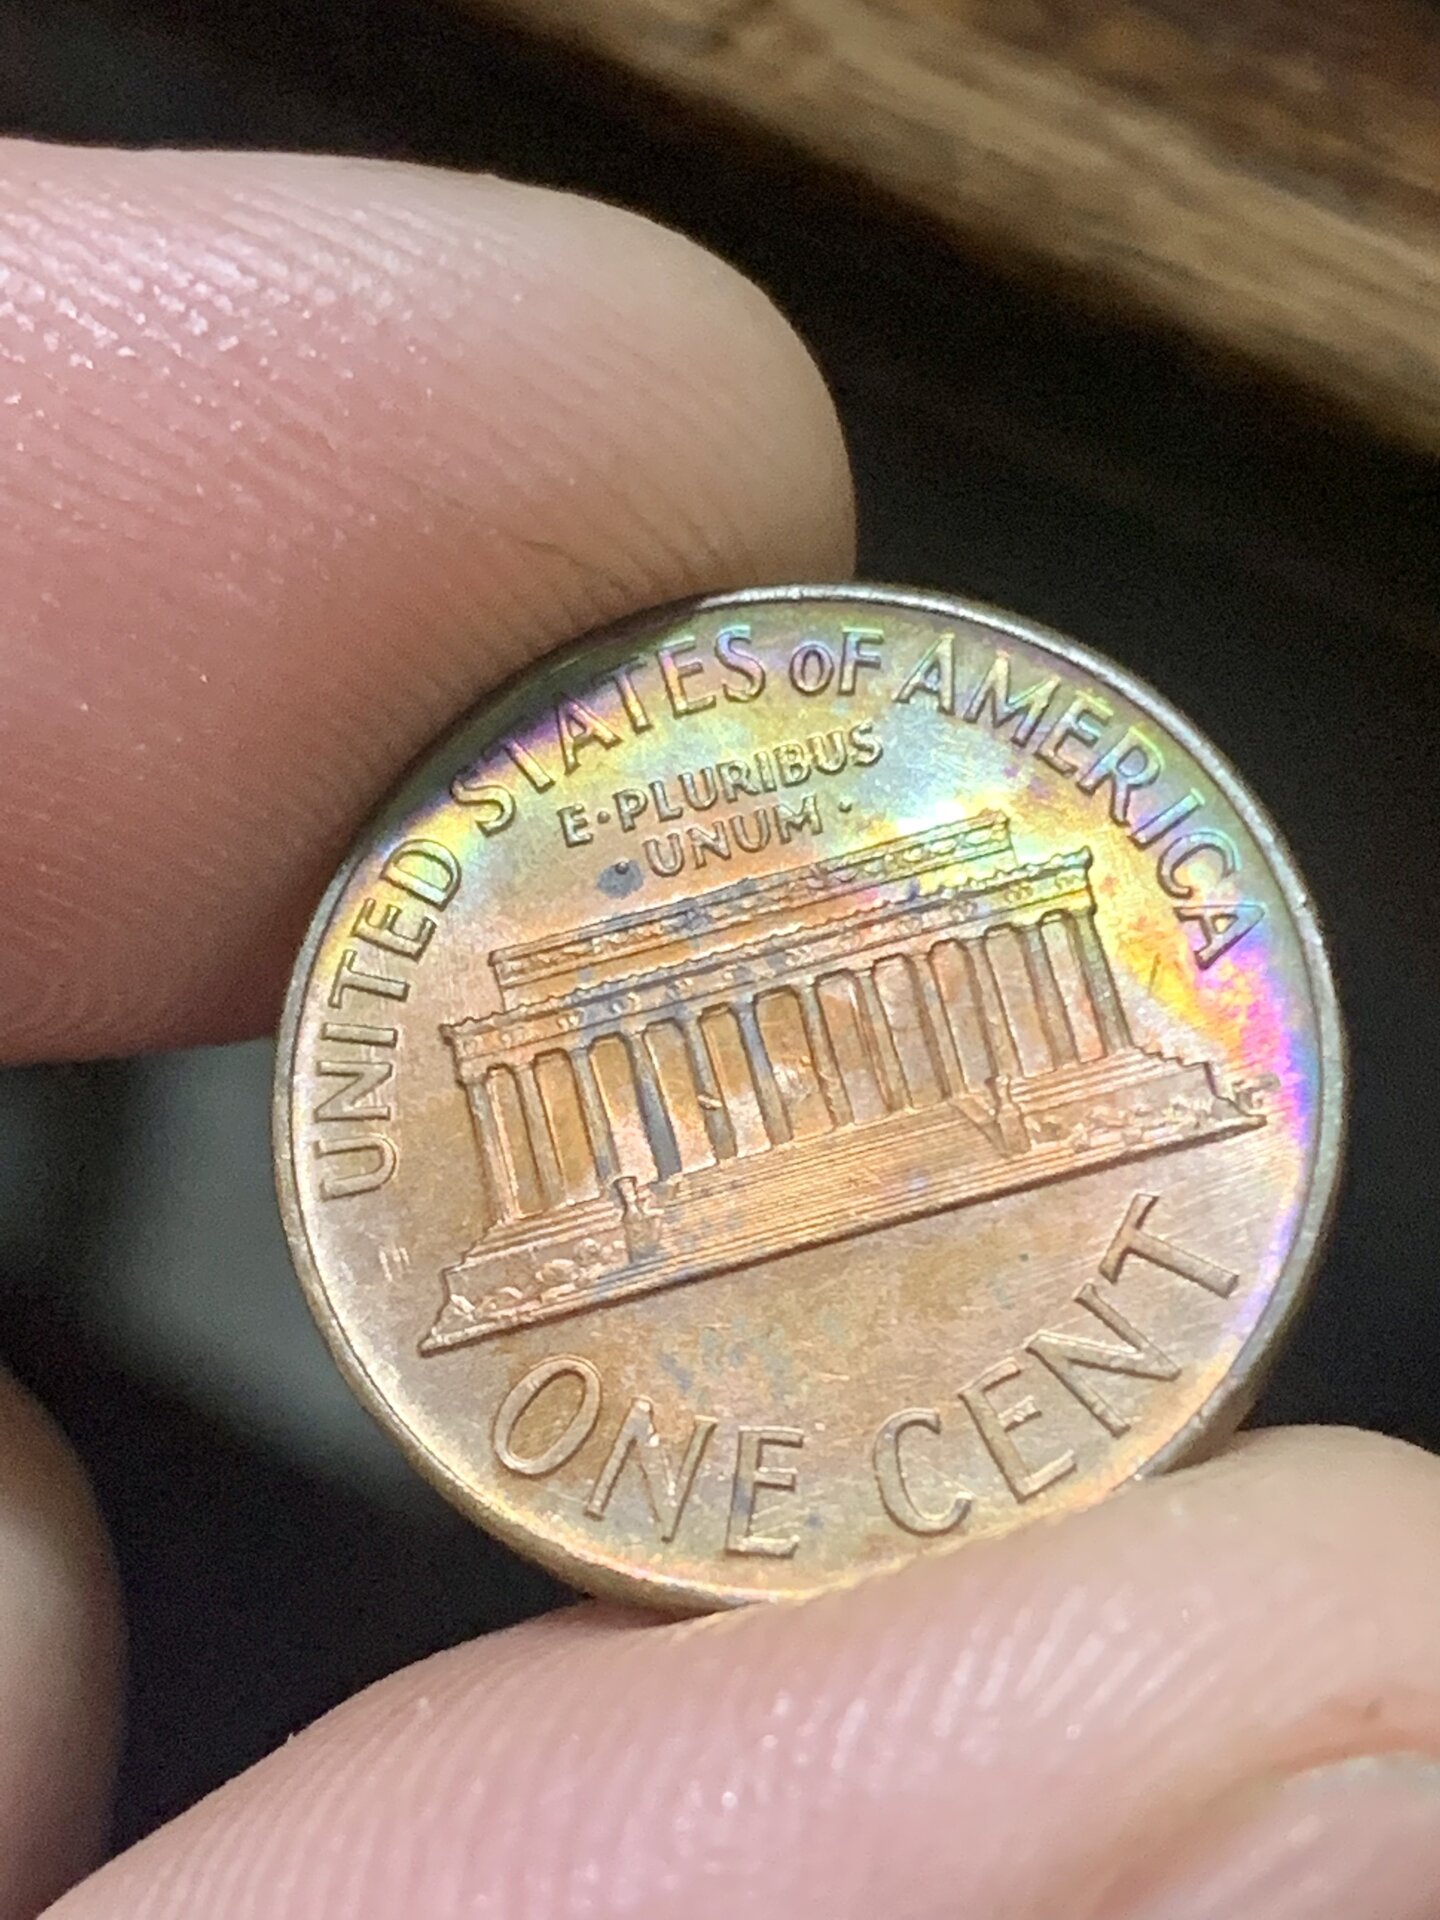 UNITED STATES OF AMERICA
E·PLURIBUS
·UNUM·
ONE CENT